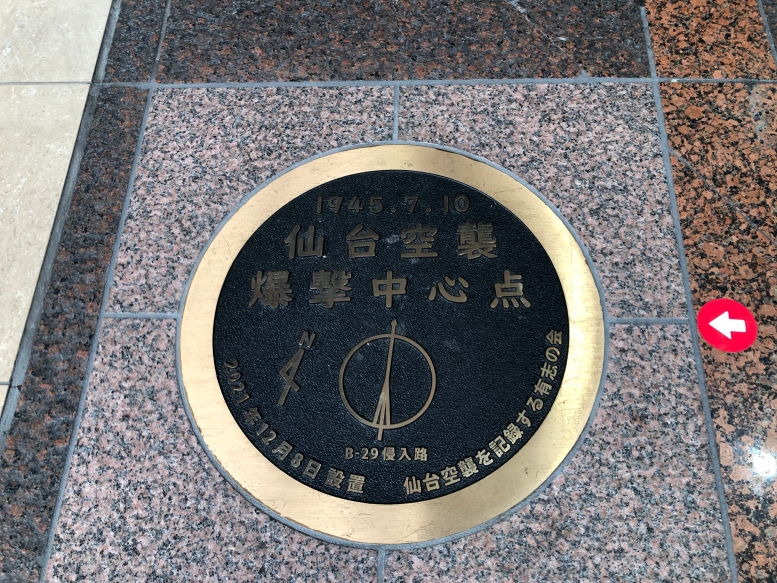 1945.7.10
仙台空襲
爆撃中心点
N
B-29侵入路
2021年12月8日設置
仙台空襲を記録する有志の会